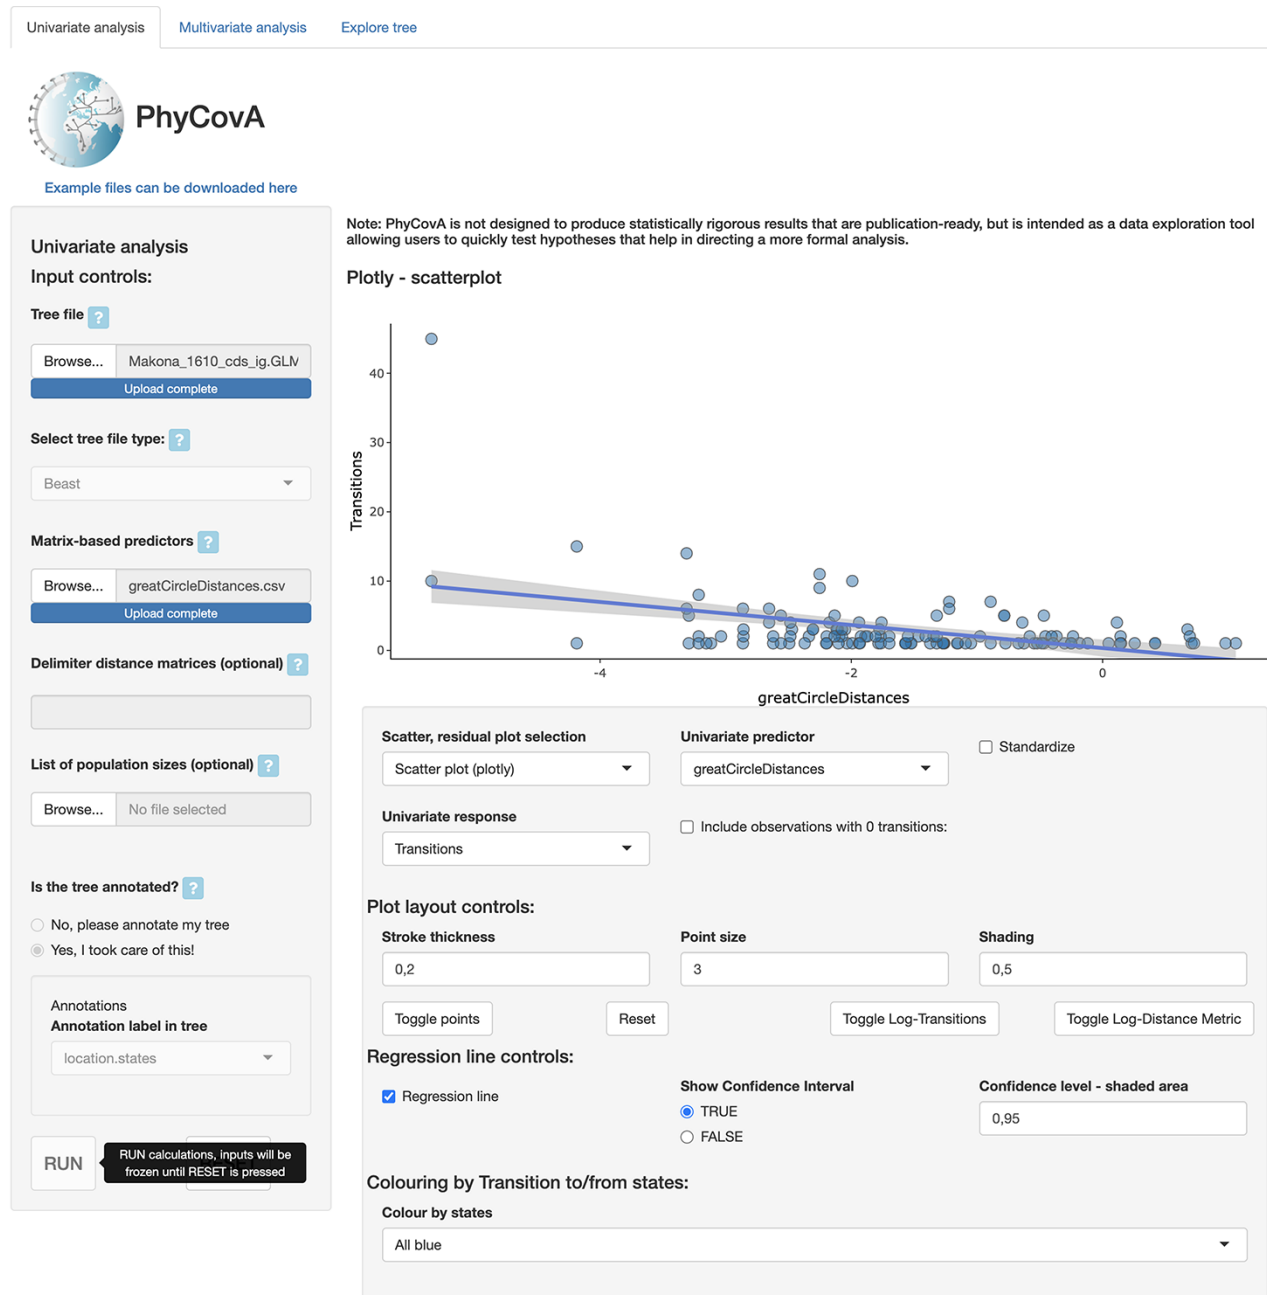 Univariate analysis
Multivariate analysis
Explore tree
PhyCovA
Example files can be downloaded here
Univariate analysis
Input controls:
Tree file ?
Browse... Makona_1610_cds_ig.GLM
Upload complete
Select tree file type: ?
Beast
Matrix-based predictors ?
Browse... greatCircleDistances.csv
Upload complete
Delimiter distance matrices (optional) ?
List of population sizes (optional) ?
Browse... No file selected
Is the tree annotated? ?
No, please annotate my tree
Yes, I took care of this!
Annotations
Annotation label in tree
location.states
RUN
RUN calculations, inputs will be
frozen until RESET is pressed
Note: PhyCovA is not designed to produce statistically rigorous results that are publication-ready, but is intended as a data exploration tool
allowing users to quickly test hypotheses that help in directing a more formal analysis.
Plotly - scatterplot
Transitions
40
30
20
10
0
-4
-2
0
greatCircleDistances
Scatter, residual plot selection
Scatter plot (plotly)
Univariate predictor
greatCircleDistances
Standardize
Univariate response
Transitions
Include observations with 0 transitions:
Plot layout controls:
Stroke thickness
0,2
Point size
3
Shading
0,5
Toggle points
Reset
Toggle Log-Transitions
Toggle Log-Distance Metric
Regression line controls:
Regression line
Show Confidence Interval
TRUE
FALSE
Confidence level - shaded area
0,95
Colouring by Transition to/from states:
Colour by states
All blue